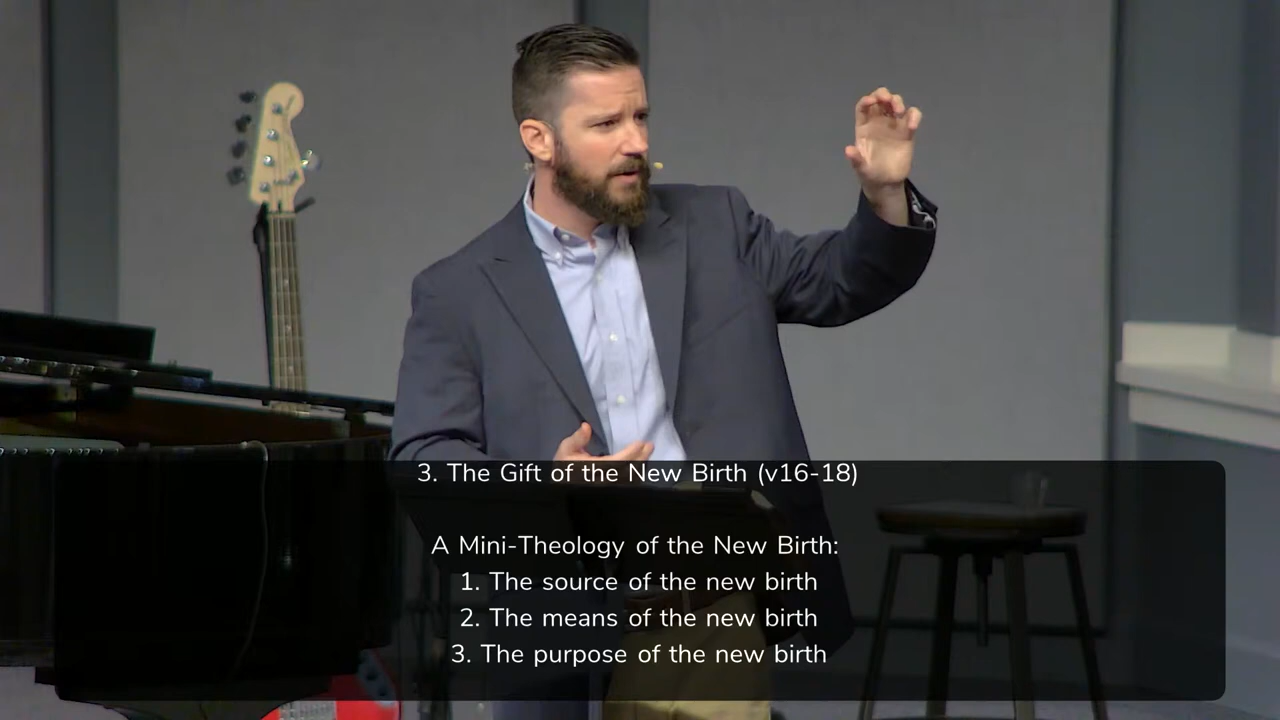 3. The Gift of the New Birth (v16-18)
A Mini-Theology of the New Birth:
1. The source of the new birth
2. The means of the new birth
3. The purpose of the new birth